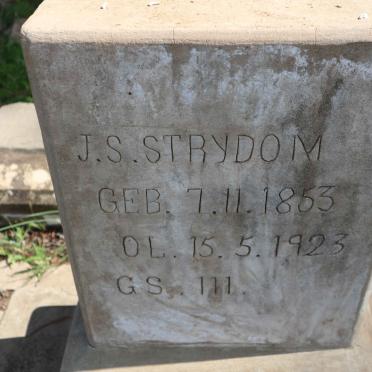 J.S. STRYDOM
GEB. 7.11.1853
OL. 15.5.1923
GS. 111.